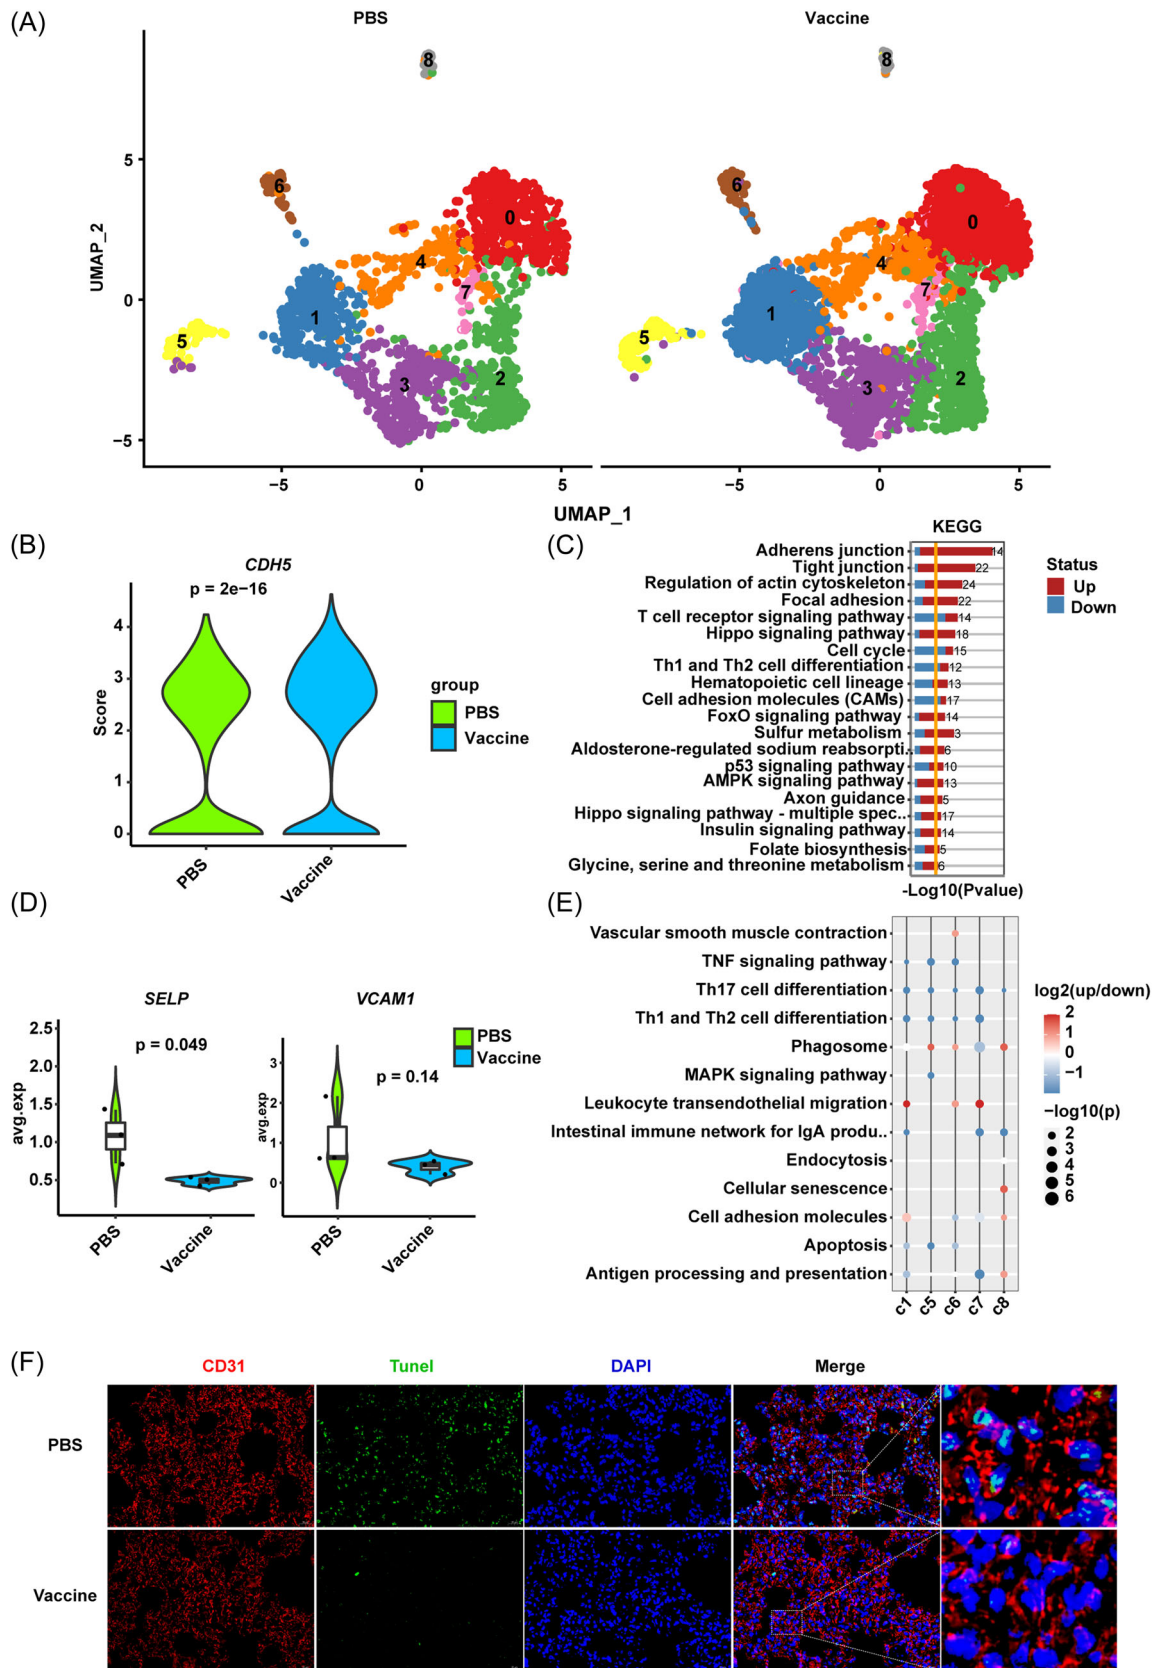 (A)
PBS
Vaccine
UMAP_2
5
0
−5
8
6
0
4
7
1
5
3
2
8
6
0
4
7
1
5
3
2
−5
0
5
−5
0
5
UMAP_1
(B)
CDH5
p = 2e−16
Score
4
3
2
1
0
PBS
Vaccine
group
PBS
Vaccine
(C)
KEGG
Adherens junction 14
Tight junction 22
Regulation of actin cytoskeleton 24
Focal adhesion 22
T cell receptor signaling pathway 14
Hippo signaling pathway 18
Cell cycle 15
Th1 and Th2 cell differentiation 12
Hematopoietic cell lineage 13
Cell adhesion molecules (CAMs) 17
FoxO signaling pathway 14
Sulfur metabolism 3
Aldosterone-regulated sodium reabsorpti.. 6
p53 signaling pathway 10
AMPK signaling pathway 13
Axon guidance 5
Hippo signaling pathway - multiple spec.. 17
Insulin signaling pathway 14
Folate biosynthesis 5
Glycine, serine and threonine metabolism 6
-Log10(Pvalue)
Status
Up
Down
(D)
SELP
p = 0.049
avg.exp
2.5
2.0
1.5
1.0
0.5
PBS
Vaccine
VCAM1
p = 0.14
avg.exp
3
2
1
0
PBS
Vaccine
PBS
Vaccine
(E)
Vascular smooth muscle contraction
TNF signaling pathway
Th17 cell differentiation
Th1 and Th2 cell differentiation
Phagosome
MAPK signaling pathway
Leukocyte transendothelial migration
Intestinal immune network for IgA produ..
Endocytosis
Cellular senescence
Cell adhesion molecules
Apoptosis
Antigen processing and presentation
c1
c5
c6
c7
c8
log2(up/down)
2
1
0
−1
−log10(p)
2
3
4
5
6
(F)
CD31
Tunel
DAPI
Merge
PBS
Vaccine